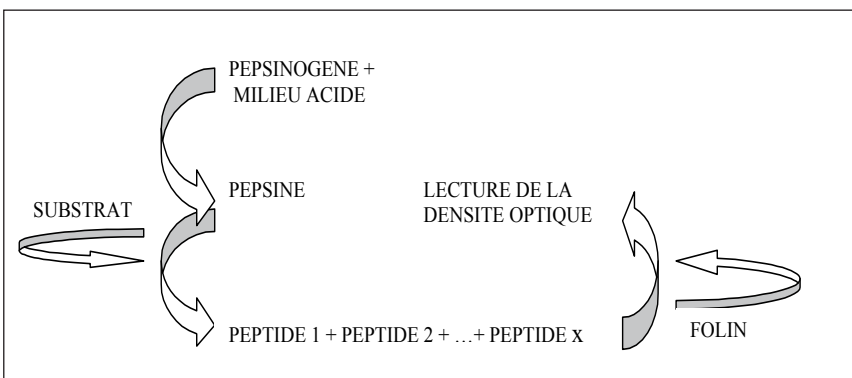 PEPSINOGENE +
MILIEU ACIDE
PEPSINE
LECTURE DE LA
DENSITE OPTIQUE
SUBSTRAT
PEPTIDE 1 + PEPTIDE 2 + …+ PEPTIDE x
FOLIN